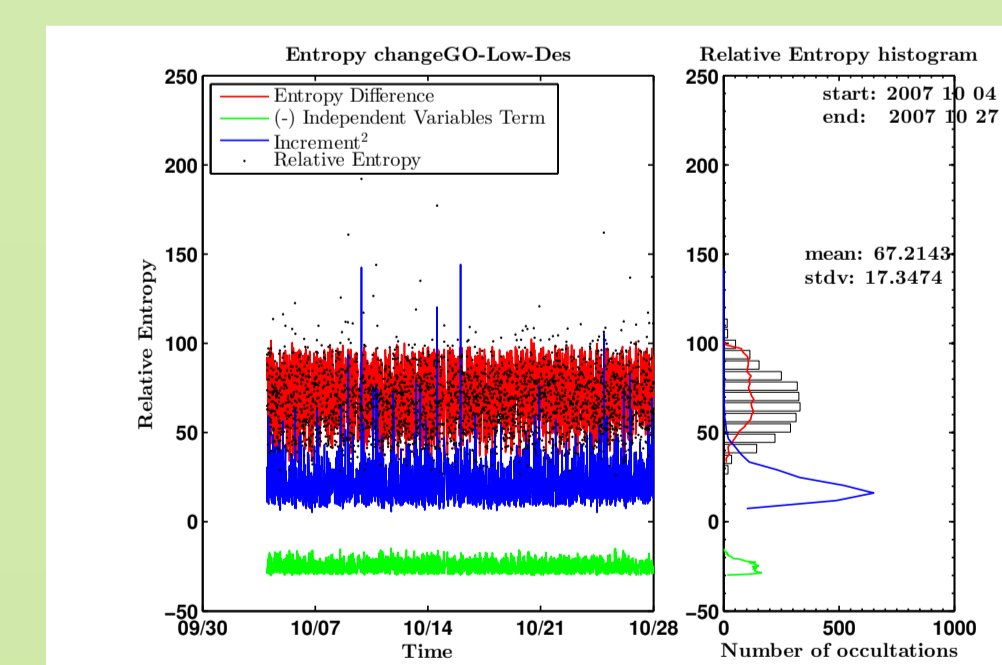 Entropy changeGO-Low-Des
Entropy Difference
(-) Independent Variables Term
Increment²
Relative Entropy
250
200
150
100
50
0
−50
Relative Entropy
09/30
10/07
10/14
10/21
10/28
Time
Relative Entropy histogram
start: 2007 10 04
end: 2007 10 27
mean: 67.2143
stdv: 17.3474
250
200
150
100
50
0
−50
0
500
1000
Number of occultations